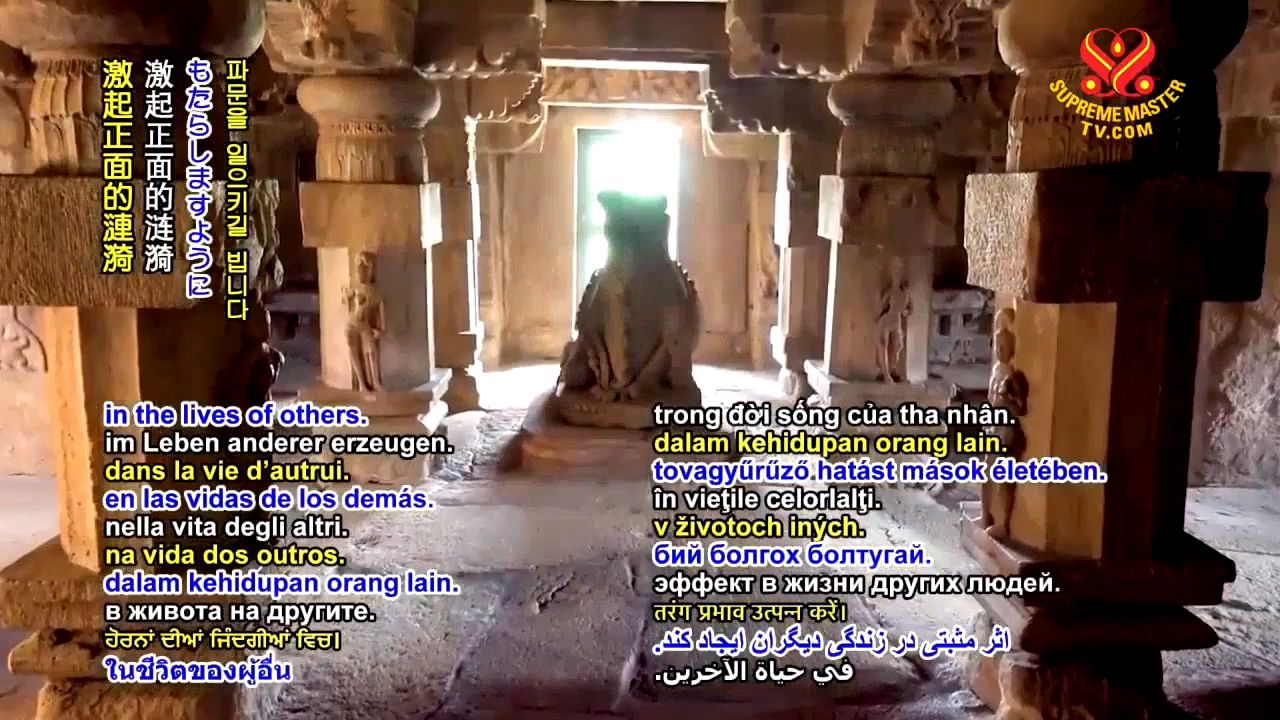 SUPREME MASTER
TV.COM
파문을 일으키길 빕니다
もたらしますように
激起正面的涟漪
激起正面的漣漪
in the lives of others.
im Leben anderer erzeugen.
dans la vie d’autrui.
en las vidas de los demás.
nella vita degli altri.
na vida dos outros.
dalam kehidupan orang lain.
в живота на другите.
ਹੋਰਨਾਂ ਦੀਆਂ ਜਿੰਦਗੀਆਂ ਵਿਚ।
ในชีวิตของผู้อื่น
trong đời sống của tha nhân.
dalam kehidupan orang lain.
tovagyűrűző hatást mások életében.
în vieţile celorlalţi.
v životoch iných.
бий болгох болтугай.
эффект в жизни других людей.
तरंग प्रभाव उत्पन्न करें।
اثر مثبتی در زندگی دیگران ایجاد کند.
في حياة الآخرين.